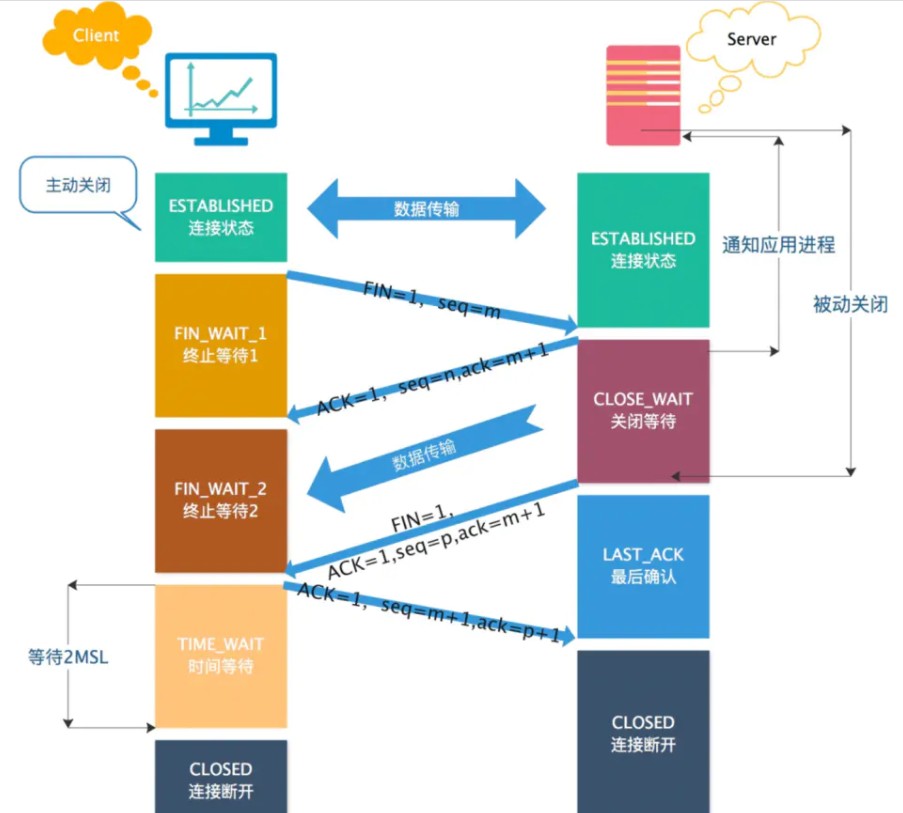 Client
Server
主动关闭
ESTABLISHED
连接状态
数据传输
ESTABLISHED
连接状态
通知应用进程
被动关闭
FIN=1, seq=m
FIN_WAIT_1
终止等待1
ACK=1, seq=n,ack=m+1
CLOSE_WAIT
关闭等待
数据传输
FIN_WAIT_2
终止等待2
FIN=1,
ACK=1,seq=p,ack=m+1
LAST_ACK
最后确认
ACK=1, seq=m+1,ack=p+1
等待2MSL
TIME_WAIT
时间等待
CLOSED
连接断开
CLOSED
连接断开